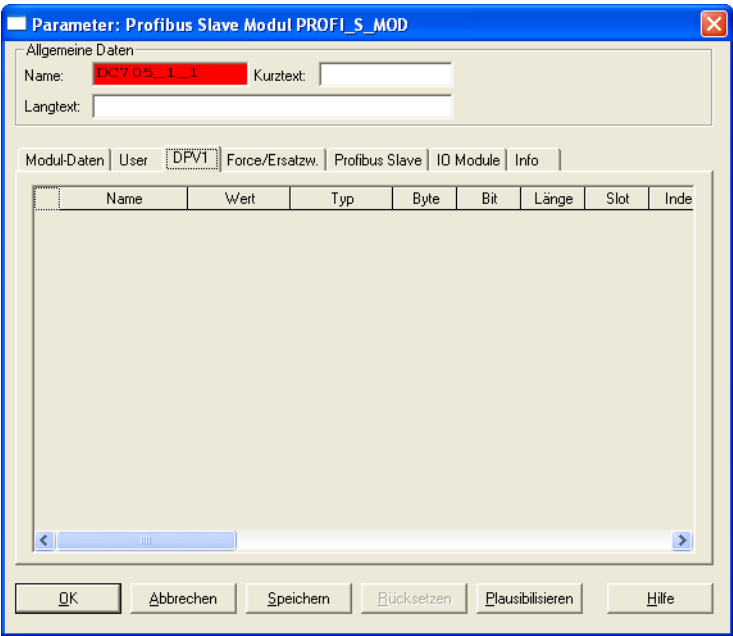 Parameter: Profibus Slave Modul PROFI_S_MOD
Allgemeine Daten
Name: DC705_1_1 Kurztext:
Langtext:
Modul-Daten User DPV1 Force/Ersatzw. Profibus Slave IO Module Info
Name Wert Typ Byte Bit Länge Slot Inde
OK Abbrechen Speichern Rücksetzen Plausibilisieren Hilfe